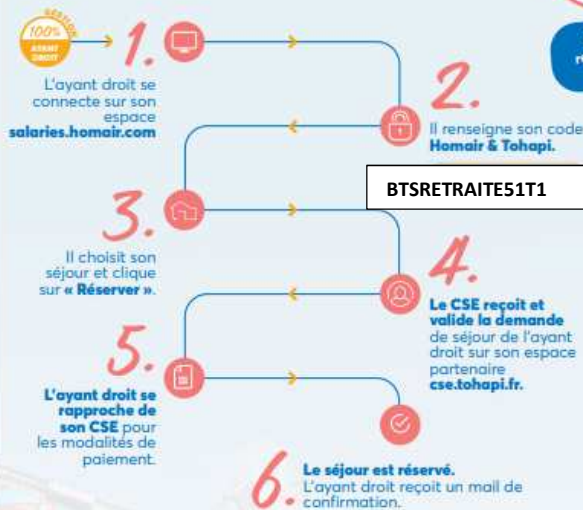 GESTION
100%
AYANT
DROIT
1.
L'ayant droit se
connecte sur son
espace
salaries.homair.com
2.
Il renseigne son code
Homair & Tohapi.
BTSRETRAITE51T1
3.
Il choisit son
séjour et clique
sur « Réserver ».
4.
Le CSE reçoit et
valide la demande
de séjour de l'ayant
droit sur son espace
partenaire
cse.tohapi.fr.
5.
L'ayant droit se
rapproche de
son CSE pour
les modalités de
paiement.
6.
Le séjour est réservé.
L'ayant droit reçoit un mail de
confirmation.